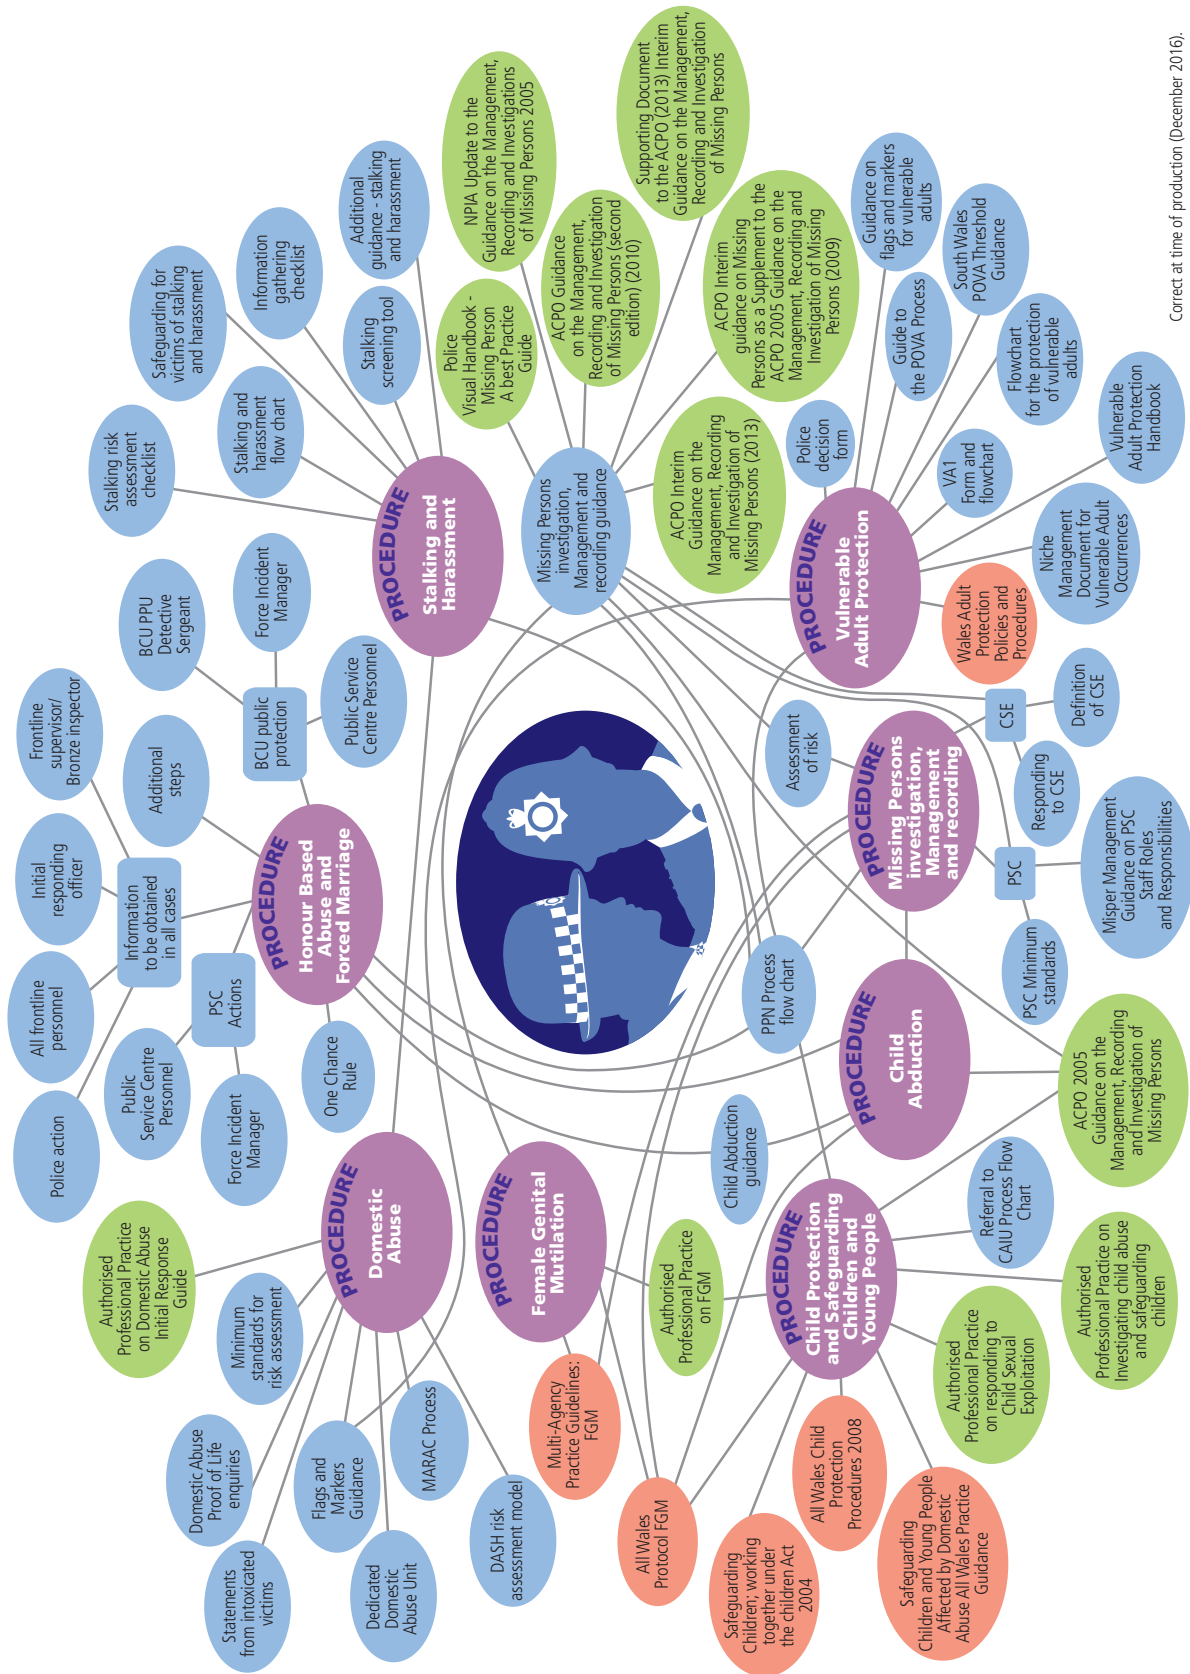 Police action
All frontline
personnel
Initial
responding
officer
Frontline
supervisor/
Bronze inspector
Public
Service Centre
Personnel
Information
to be obtained
in all cases
Additional
steps
BCU PPU
Detective
Sergeant
Force Incident
Manager
PSC
Actions
BCU public
protection
Force Incident
Manager
Public Service
Centre Personnel
One Chance
Rule
PROCEDURE
Honour Based
Abuse and
Forced Marriage
Stalking risk
assessment
checklist
Safeguarding for
victims of stalking
and harassment
Stalking and
harassment
flow chart
Information
gathering
checklist
Stalking
screening tool
Additional
guidance - stalking
and harassment
PROCEDURE
Stalking and
Harassment
Authorised
Professional Practice
on Domestic Abuse
Initial Response
Guide
Minimum
standards for
risk assessment
Domestic Abuse
Proof of Life
enquiries
Statements
from intoxicated
victims
Flags and
Markers
Guidance
Dedicated
Domestic
Abuse Unit
MARAC Process
DASH risk
assessment model
PROCEDURE
Domestic
Abuse
PROCEDURE
Female Genital
Mutilation
Multi-Agency
Practice Guidelines:
FGM
All Wales
Protocol FGM
Authorised
Professional Practice
on FGM
Police
Visual Handbook -
Missing Person
A best Practice
Guide
NPIA Update to the
Guidance on the Management,
Recording and Investigations
of Missing Persons 2005
ACPO Guidance
on the Management,
Recording and Investigation
of Missing Persons (second
edition) (2010)
Supporting Document
to the ACPO (2013) Interim
Guidance on the Management,
Recording and Investigation
of Missing Persons
Missing Persons
investigation,
Management and
recording guidance
ACPO Interim
guidance on Missing
Persons as a Supplement to the
ACPO 2005 Guidance on the
Management, Recording and
Investigation of Missing
Persons (2009)
ACPO Interim
Guidance on the
Management, Recording
and Investigation of
Missing Persons (2013)
Child Abduction
guidance
PPN Process
flow chart
Assessment
of risk
PROCEDURE
Child Protection
and Safeguarding
Children and
Young People
Safeguarding
Children; working
together under
the children Act
2004
All Wales Child
Protection
Procedures 2008
Safeguarding
Children and Young People
Affected by Domestic
Abuse All Wales Practice
Guidance
Authorised
Professional Practice
on responding to
Child Sexual
Exploitation
Authorised
Professional Practice on
Investigating child abuse
and safeguarding
children
Referral to
CAIU Process Flow
Chart
PROCEDURE
Child
Abduction
ACPO 2005
Guidance on the
Management, Recording
and Investigation of
Missing Persons
PROCEDURE
Missing Persons
investigation,
Management
and recording
PSC
PSC Minimum
standards
Misper Management
Guidance on PSC
Staff Roles
and Responsibilities
CSE
Responding
to CSE
Definition
of CSE
PROCEDURE
Vulnerable
Adult Protection
Police
decision
form
Guidance on
flags and markers
for vulnerable
adults
Guide to
the POVA Process
South Wales
POVA Threshold
Guidance
Flowchart
for the protection
of vulnerable
adults
VA1
Form and
flowchart
Vulnerable
Adult Protection
Handbook
Niche
Management
Document for
Vulnerable Adult
Occurrences
Wales Adult
Protection
Policies and
Procedures
Correct at time of production (December 2016).